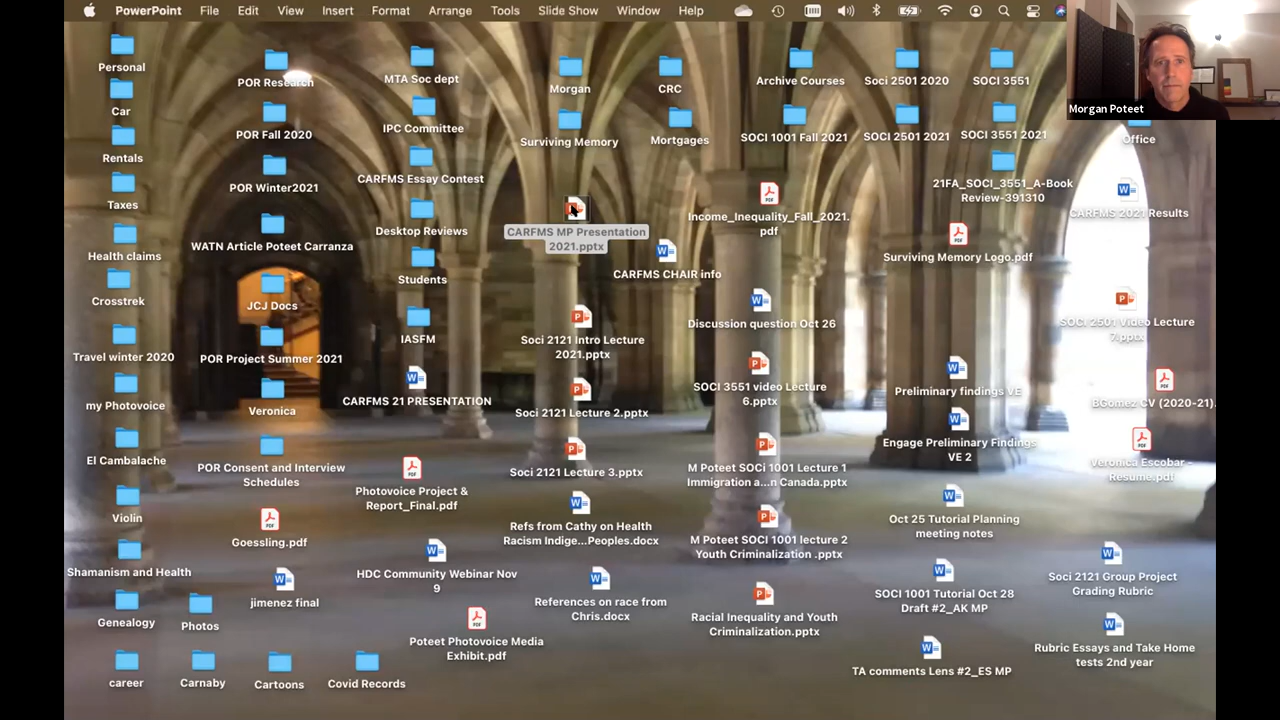 PowerPoint File Edit View Insert Format Arrange Tools Slide Show Window Help
Morgan Poteet
Personal
POR Research
MTA Soc dept
Morgan
CRC
Archive Courses
Soci 2501 2020
SOCI 3551
Car
POR Fall 2020
IPC Committee
Surviving Memory
Mortgages
SOCI 1001 Fall 2021
SOCI 2501 2021
SOCI 3551 2021
Office
Rentals
POR Winter2021
CARFMS Essay Contest
21FA_SOCI_3551_A-Book
Review-391310
Taxes
Desktop Reviews
CARFMS MP Presentation
2021.pptx
Income_Inequality_Fall_2021.
pdf
CARFMS 2021 Results
Health claims
WATN Article Poteet Carranza
Students
CARFMS CHAIR info
Surviving Memory Logo.pdf
Crosstrek
JCJ Docs
IASFM
Soci 2121 Intro Lecture
2021.pptx
Discussion question Oct 26
SOCI 2501 Video Lecture
7.pptx
Travel winter 2020
POR Project Summer 2021
CARFMS 21 PRESENTATION
SOCI 3551 video Lecture
6.pptx
Preliminary findings VE
BGomez CV (2020-21).
my Photovoice
Veronica
Soci 2121 Lecture 2.pptx
Engage Preliminary Findings
VE 2
El Cambalache
POR Consent and Interview
Schedules
Soci 2121 Lecture 3.pptx
M Poteet SOCi 1001 Lecture 1
Immigration a...n Canada.pptx
Veronica Escobar -
Resume.pdf
Violin
Goessling.pdf
Photovoice Project &
Report_Final.pdf
Refs from Cathy on Health
Racism Indige...Peoples.docx
M Poteet SOCI 1001 lecture 2
Youth Criminalization .pptx
Oct 25 Tutorial Planning
meeting notes
Shamanism and Health
jimenez final
HDC Community Webinar Nov
9
References on race from
Chris.docx
Racial Inequality and Youth
Criminalization.pptx
SOCI 1001 Tutorial Oct 28
Draft #2_AK MP
Soci 2121 Group Project
Grading Rubric
Genealogy
Photos
Poteet Photovoice Media
Exhibit.pdf
TA comments Lens #2_ES MP
Rubric Essays and Take Home
tests 2nd year
career
Carnaby
Cartoons
Covid Records